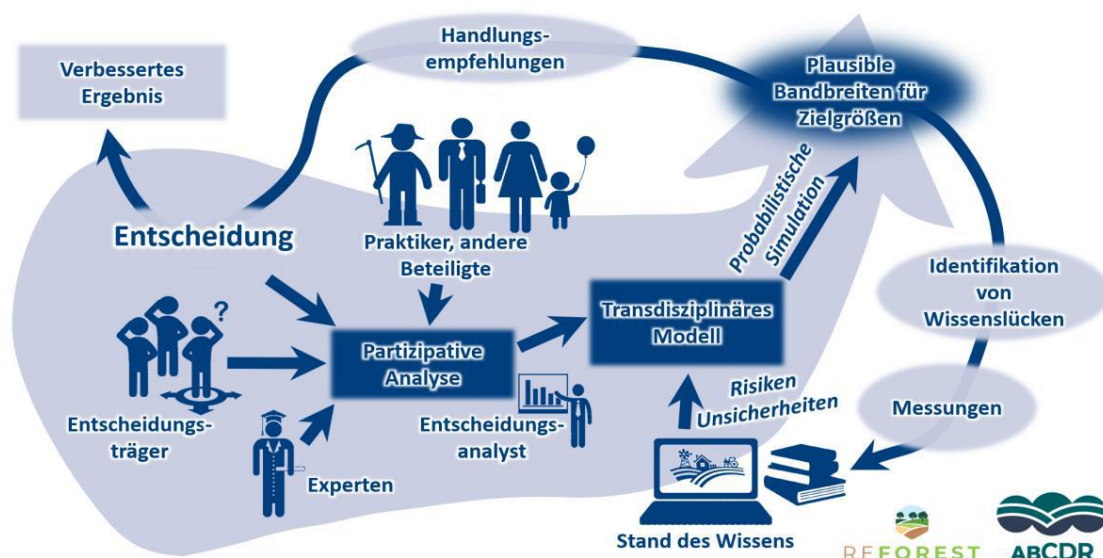 Handlungs-
empfehlungen
Verbessertes
Ergebnis
Plausible
Bandbreiten für
Zielgrößen
Entscheidung
Praktiker, andere
Beteiligte
Probabilistische
Simulation
Identifikation
von
Wissenslücken
?
Transdisziplinäres
Modell
Partizipative
Analyse
Risiken
Unsicherheiten
Messungen
Entscheidungs-
träger
Entscheidungs-
analyst
Experten
Stand des Wissens
REFOREST
ABCDR